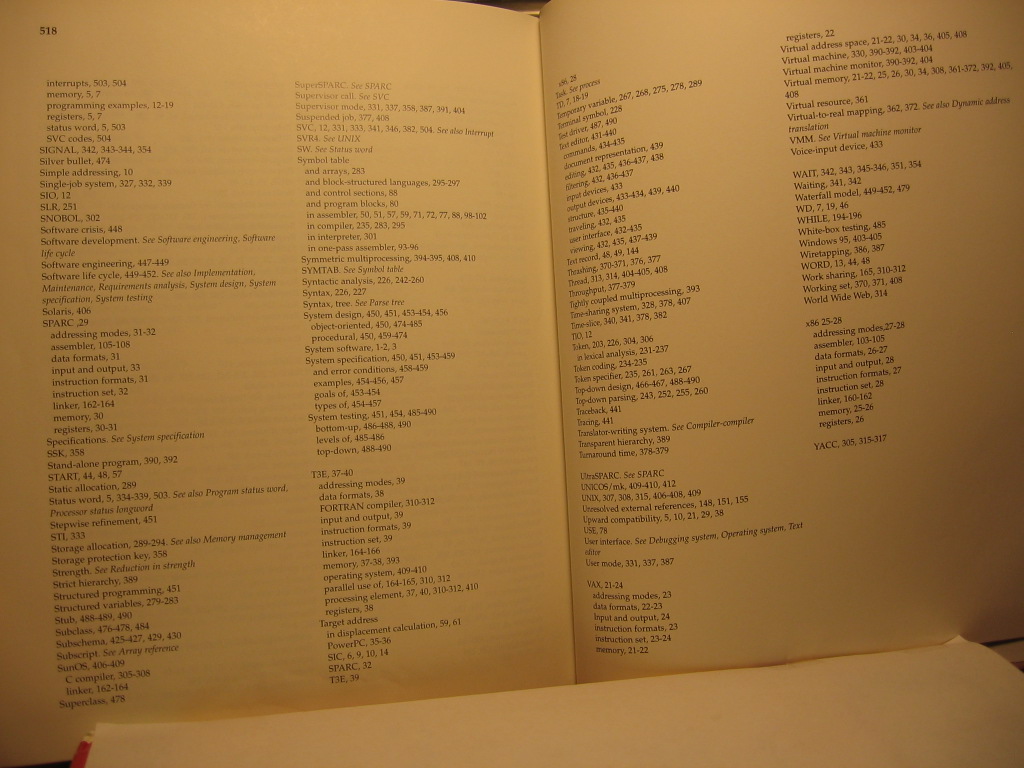 518
interrupts, 503, 504
memory, 5, 7
programming examples, 12-19
registers, 5, 7
status word, 5, 503
SVC codes, 504
SIGNAL, 342, 343-344, 354
Silver bullet, 474
Simple addressing, 10
Single-job system, 327, 332, 339
SIO, 12
SLR, 251
SNOBOL, 302
Software crisis, 448
Software development. See Software engineering, Software
life cycle
Software engineering, 447-449
Software life cycle, 449-452. See also Implementation,
Maintenance, Requirements analysis, System design, System
specification, System testing
Solaris, 406
SPARC ,29
addressing modes, 31-32
assembler, 105-108
data formats, 31
input and output, 33
instruction formats, 31
instruction set, 32
linker, 162-164
memory, 30
registers, 30-31
Specifications. See System specification
SSK, 358
Stand-alone program, 390, 392
START, 44, 48, 57
Static allocation, 289
Status word, 5, 334-339, 503. See also Program status word,
Processor status longword
Stepwise refinement, 451
STI, 333
Storage allocation, 289-294. See also Memory management
Storage protection key, 358
Strength. See Reduction in strength
Strict hierarchy, 389
Structured programming, 451
Structured variables, 279-283
Stub, 488-489, 490
Subclass, 476-478, 484
Subschema, 425-427, 429, 430
Subscript. See Array reference
SunOS, 406-409
C compiler, 305-308
linker, 162-164
Superclass, 478
SuperSPARC. See SPARC
Supervisor call. See SVC
Supervisor mode, 331, 337, 358, 387, 391, 404
Suspended job, 377, 408
SVC, 12, 331, 333, 341, 346, 382, 504. See also Interrupt
SVR4. See UNIX
SW. See Status word
Symbol table
and arrays, 283
and block-structured languages, 295-297
and control sections, 88
and program blocks, 80
in assembler, 50, 51, 57, 59, 71, 72, 77, 88, 98-102
in compiler, 235, 283, 295
in interpreter, 301
in one-pass assembler, 93-96
Symmetric multiprocessing, 394-395, 408, 410
SYMTAB. See Symbol table
Syntactic analysis, 226, 242-260
Syntax, 226, 227
Syntax, tree. See Parse tree
System design, 450, 451, 453-454, 456
object-oriented, 450, 474-485
procedural, 450, 459-474
System software, 1-2, 3
System specification, 450, 451, 453-459
and error conditions, 458-459
examples, 454-456, 457
goals of, 453-454
types of, 454-457
System testing, 451, 454, 485-490
bottom-up, 486-488, 490
levels of, 485-486
top-down, 488-490
T3E, 37-40
addressing modes, 39
data formats, 38
FORTRAN compiler, 310-312
input and output, 39
instruction formats, 39
instruction set, 39
linker, 164-166
memory, 37-38, 393
operating system, 409-410
parallel use of, 164-165, 310, 312
processing element, 37, 40, 310-312, 410
registers, 38
Target address
in displacement calculation, 59, 61
PowerPC, 35-36
SIC, 6, 9, 10, 14
SPARC, 32
T3E, 39
x86, 28
Task. See process
TD, 7, 18-19
Temporary variable, 267, 268, 275, 278, 289
Terminal symbol, 228
Test driver, 487, 490
Text editor, 431-440
commands, 434-435
document representation, 439
editing, 432, 435, 436-437, 438
filtering, 432, 436-437
input devices, 433
output devices, 433-434, 439, 440
structure, 435-440
traveling, 432, 435
user interface, 432-435
viewing, 432, 435, 437-439
Text record, 48, 49, 144
Thrashing, 370-371, 376, 377
Thread, 313, 314, 404-405, 408
Throughput, 377-379
Tightly coupled multiprocessing, 393
Time-sharing system, 328, 378, 407
Time-slice, 340, 341, 378, 382
TIO, 12
Token, 203, 226, 304, 306
in lexical analysis, 231-237
Token coding, 234-235
Token specifier, 235, 261, 263, 267
Top-down design, 466-467, 488-490
Top-down parsing, 243, 252, 255, 260
Traceback, 441
Tracing, 441
Translator-writing system. See Compiler-compiler
Transparent hierarchy, 389
Turnaround time, 378-379
UltraSPARC. See SPARC
UNICOS/mk, 409-410, 412
UNIX, 307, 308, 315, 406-408, 409
Unresolved external references, 148, 151, 155
Upward compatibility, 5, 10, 21, 29, 38
USE, 78
User interface. See Debugging system, Operating system, Text
editor
User mode, 331, 337, 387
VAX, 21-24
addressing modes, 23
data formats, 22-23
Input and output, 24
instruction formats, 23
instruction set, 23-24
memory, 21-22
registers, 22
Virtual address space, 21-22, 30, 34, 36, 405, 408
Virtual machine, 330, 390-392, 403-404
Virtual machine monitor, 390-392, 404
Virtual memory, 21-22, 25, 26, 30, 34, 308, 361-372, 392, 405,
408
Virtual resource, 361
Virtual-to-real mapping, 362, 372. See also Dynamic address
translation
VMM. See Virtual machine monitor
Voice-input device, 433
WAIT, 342, 343, 345-346, 351, 354
Waiting, 341, 342
Waterfall model, 449-452, 479
WD, 7, 19, 46
WHILE, 194-196
White-box testing, 485
Windows 95, 403-405
Wiretapping, 386, 387
WORD, 13, 44, 48
Work sharing, 165, 310-312
Working set, 370, 371, 408
World Wide Web, 314
x86 25-28
addressing modes,27-28
assembler, 103-105
data formats, 26-27
input and output, 28
instruction formats, 27
instruction set, 28
linker, 160-162
memory, 25-26
registers, 26
YACC, 305, 315-317